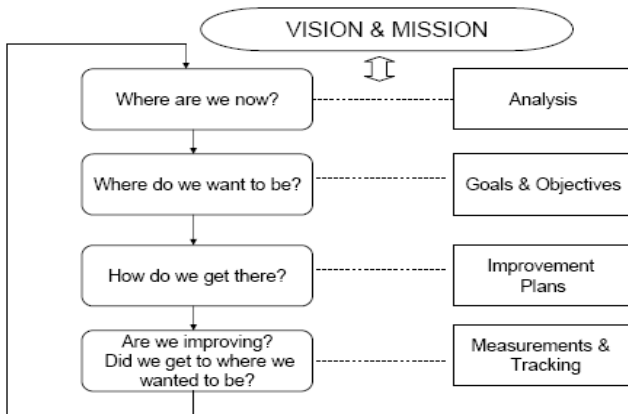 VISION & MISSION
Where are we now?
Analysis
Where do we want to be?
Goals & Objectives
How do we get there?
Improvement
Plans
Are we improving?
Did we get to where we
wanted to be?
Measurements &
Tracking